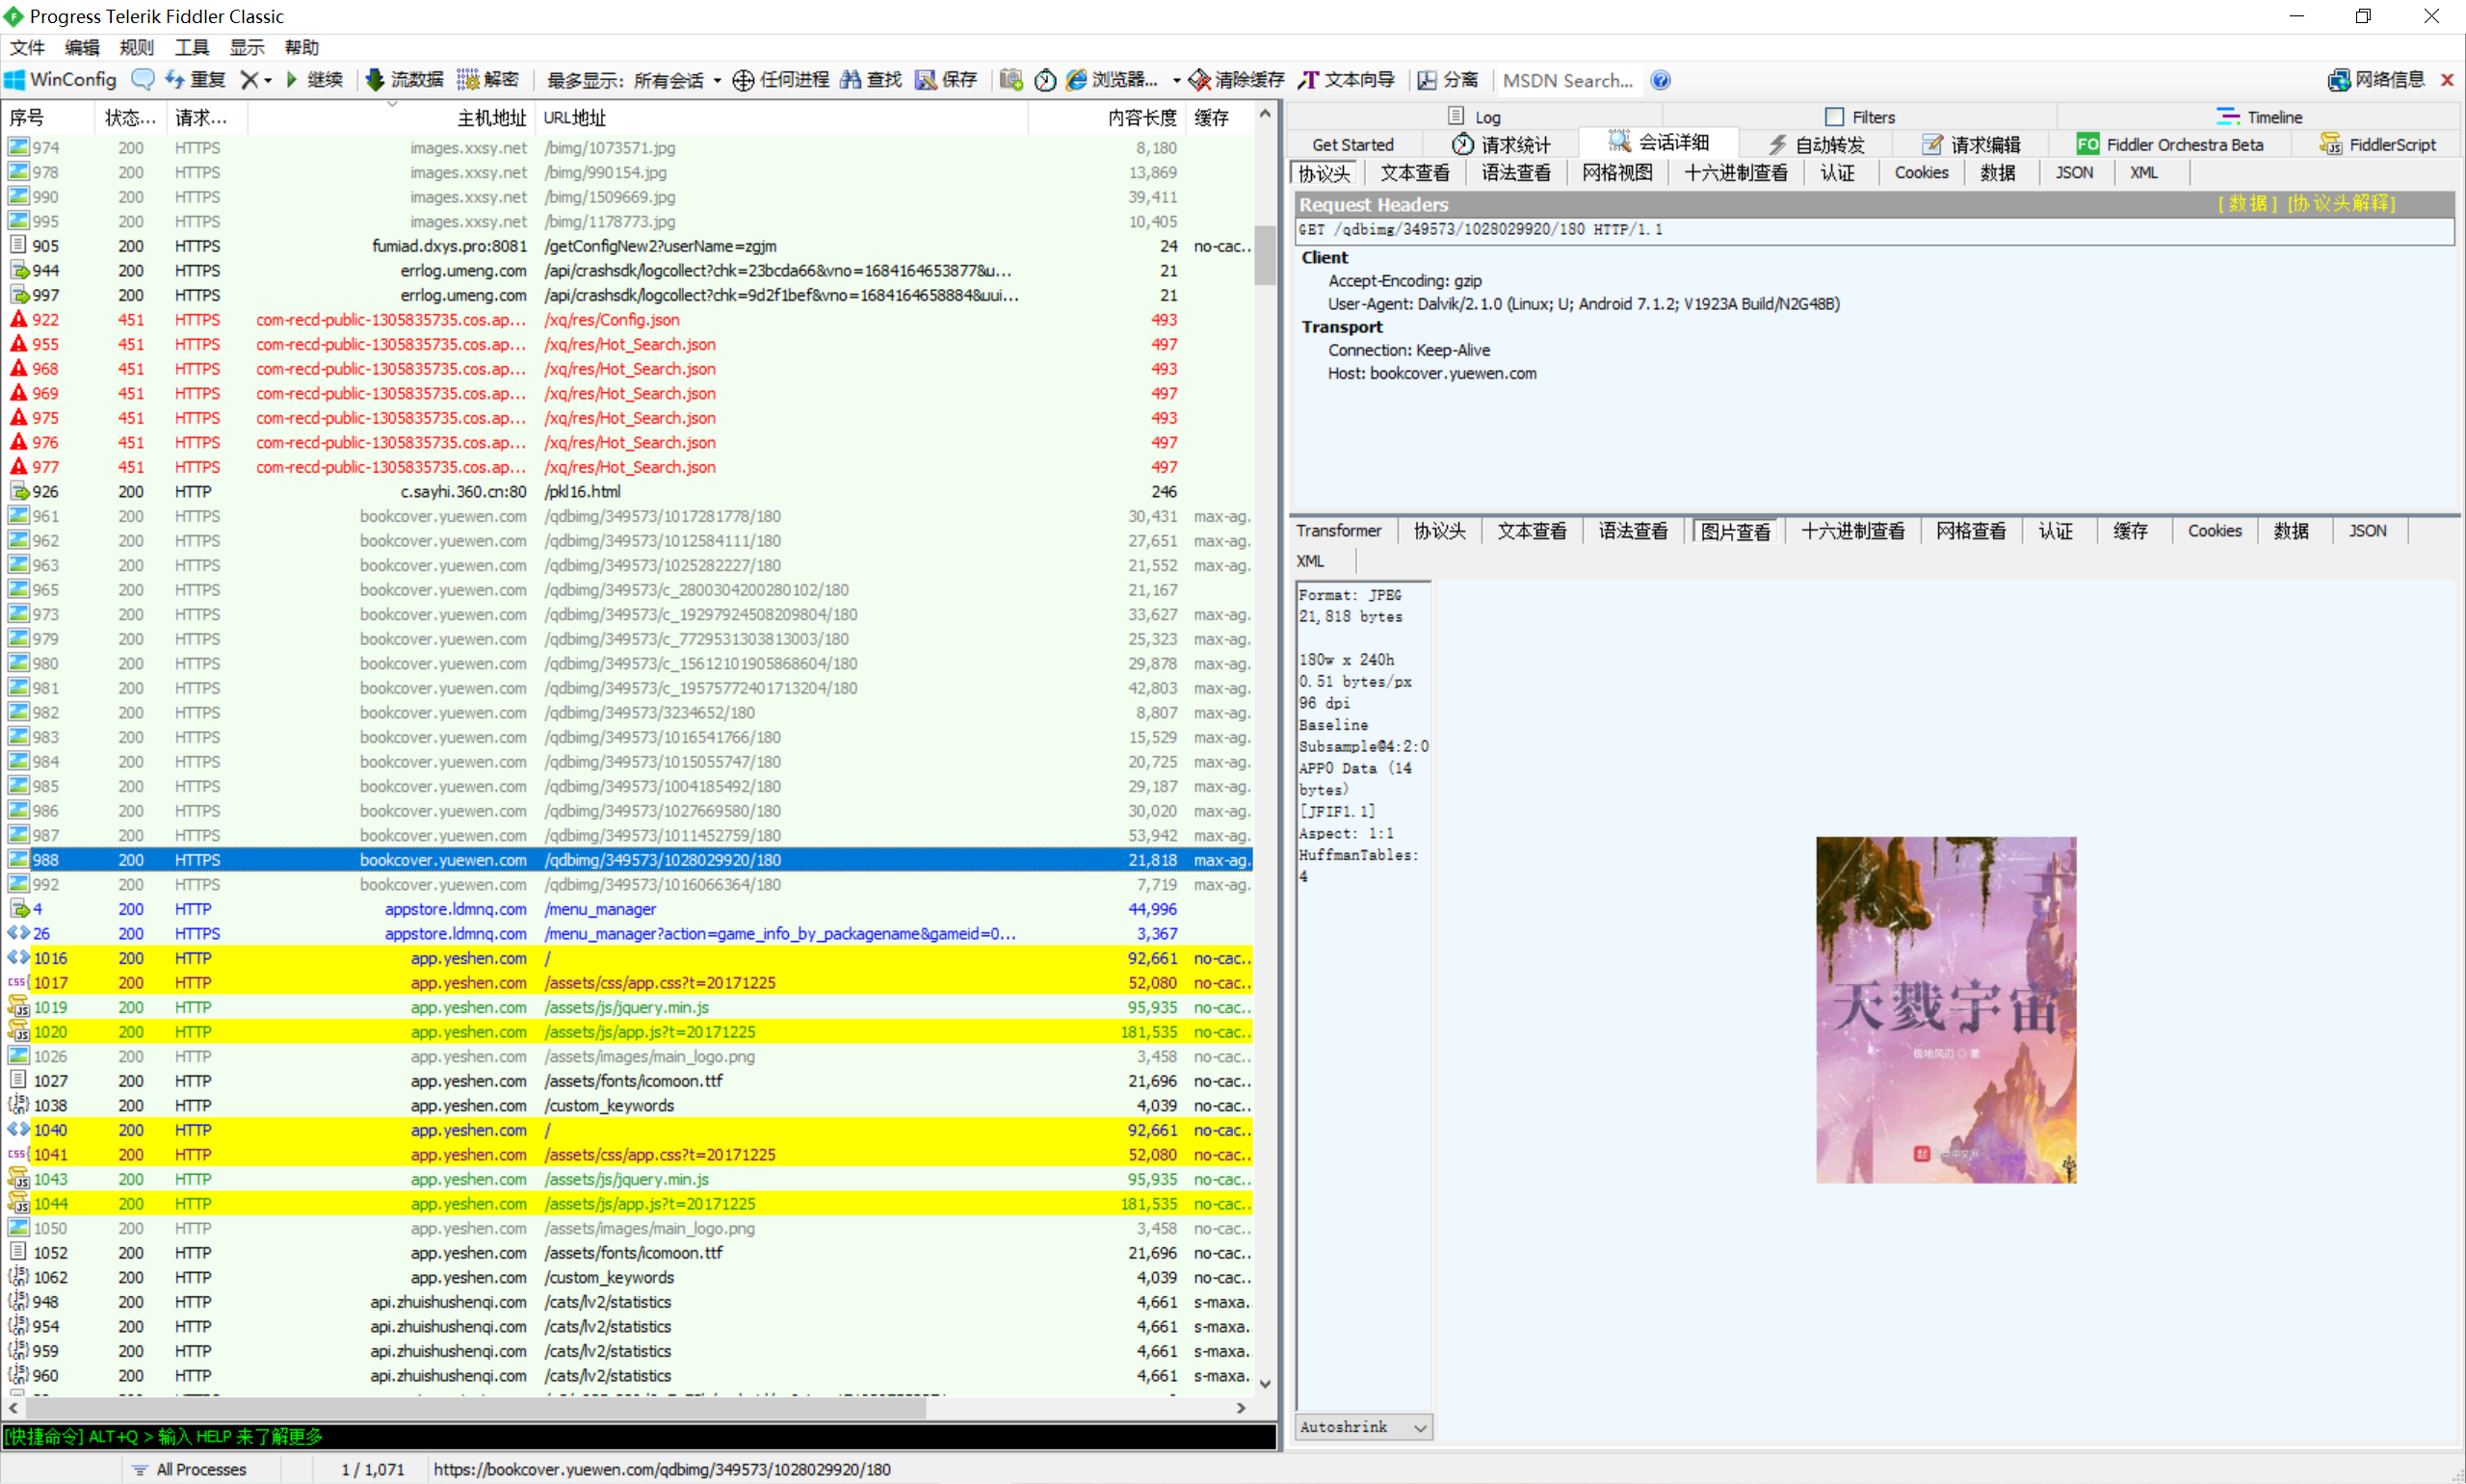 Progress Telerik Fiddler Classic
文件 编辑 规则 工具 显示 帮助
WinConfig 重复 继续 流数据 解密 最多显示: 所有会话 任何进程 查找 保存 浏览器... 清除缓存 文本向导 分离 MSDN Search... 网络信息
序号 状态... 请求... 主机地址 URL地址 内容长度 缓存
974 200 HTTPS images.xxsy.net /bimg/1073571.jpg 8,180
978 200 HTTPS images.xxsy.net /bimg/990154.jpg 13,869
990 200 HTTPS images.xxsy.net /bimg/1509669.jpg 39,411
995 200 HTTPS images.xxsy.net /bimg/1178773.jpg 10,405
905 200 HTTPS fumiad.dxys.pro:8081 /getConfigNew2?userName=zgjm 24 no-cac..
944 200 HTTPS errlog.umeng.com /api/crashsdk/logcollect?chk=23bcda66&vno=1684164653877&u... 21
997 200 HTTPS errlog.umeng.com /api/crashsdk/logcollect?chk=9d2f1bef&vno=1684164658884&uui... 21
922 451 HTTPS com-recd-public-1305835735.cos.ap... /xq/res/Config.json 493
955 451 HTTPS com-recd-public-1305835735.cos.ap... /xq/res/Hot_Search.json 497
968 451 HTTPS com-recd-public-1305835735.cos.ap... /xq/res/Hot_Search.json 493
969 451 HTTPS com-recd-public-1305835735.cos.ap... /xq/res/Hot_Search.json 497
975 451 HTTPS com-recd-public-1305835735.cos.ap... /xq/res/Hot_Search.json 493
976 451 HTTPS com-recd-public-1305835735.cos.ap... /xq/res/Hot_Search.json 497
977 451 HTTPS com-recd-public-1305835735.cos.ap... /xq/res/Hot_Search.json 497
926 200 HTTP c.sayhi.360.cn:80 /pkl16.html 246
961 200 HTTPS bookcover.yuewen.com /qdbimg/349573/1017281778/180 30,431 max-ag.
962 200 HTTPS bookcover.yuewen.com /qdbimg/349573/1012584111/180 27,651 max-ag.
963 200 HTTPS bookcover.yuewen.com /qdbimg/349573/1025282227/180 21,552 max-ag.
965 200 HTTPS bookcover.yuewen.com /qdbimg/349573/c_2800304200280102/180 21,167
973 200 HTTPS bookcover.yuewen.com /qdbimg/349573/c_19297924508209804/180 33,627 max-ag.
979 200 HTTPS bookcover.yuewen.com /qdbimg/349573/c_7729531303813003/180 25,323 max-ag.
980 200 HTTPS bookcover.yuewen.com /qdbimg/349573/c_15612101905868604/180 29,878 max-ag.
981 200 HTTPS bookcover.yuewen.com /qdbimg/349573/c_19575772401713204/180 42,803 max-ag.
982 200 HTTPS bookcover.yuewen.com /qdbimg/349573/3234652/180 8,807 max-ag.
983 200 HTTPS bookcover.yuewen.com /qdbimg/349573/1016541766/180 15,529 max-ag.
984 200 HTTPS bookcover.yuewen.com /qdbimg/349573/1015055747/180 20,725 max-ag.
985 200 HTTPS bookcover.yuewen.com /qdbimg/349573/1004185492/180 29,187 max-ag.
986 200 HTTPS bookcover.yuewen.com /qdbimg/349573/1027669580/180 30,020 max-ag.
987 200 HTTPS bookcover.yuewen.com /qdbimg/349573/1011452759/180 53,942 max-ag.
988 200 HTTPS bookcover.yuewen.com /qdbimg/349573/1028029920/180 21,818 max-ag.
992 200 HTTPS bookcover.yuewen.com /qdbimg/349573/1016066364/180 7,719 max-ag.
4 200 HTTP appstore.ldmnq.com /menu_manager 44,996
26 200 HTTPS appstore.ldmnq.com /menu_manager?action=game_info_by_packagename&gameid=0... 3,367
1016 200 HTTP app.yeshen.com / 92,661 no-cac..
1017 200 HTTP app.yeshen.com /assets/css/app.css?t=20171225 52,080 no-cac..
1019 200 HTTP app.yeshen.com /assets/js/jquery.min.js 95,935 no-cac..
1020 200 HTTP app.yeshen.com /assets/js/app.js?t=20171225 181,535 no-cac..
1026 200 HTTP app.yeshen.com /assets/images/main_logo.png 3,458 no-cac..
1027 200 HTTP app.yeshen.com /assets/fonts/icomoon.ttf 21,696 no-cac..
1038 200 HTTP app.yeshen.com /custom_keywords 4,039 no-cac..
1040 200 HTTP app.yeshen.com / 92,661 no-cac..
1041 200 HTTP app.yeshen.com /assets/css/app.css?t=20171225 52,080 no-cac..
1043 200 HTTP app.yeshen.com /assets/js/jquery.min.js 95,935 no-cac..
1044 200 HTTP app.yeshen.com /assets/js/app.js?t=20171225 181,535 no-cac..
1050 200 HTTP app.yeshen.com /assets/images/main_logo.png 3,458 no-cac..
1052 200 HTTP app.yeshen.com /assets/fonts/icomoon.ttf 21,696 no-cac..
1062 200 HTTP app.yeshen.com /custom_keywords 4,039 no-cac..
948 200 HTTP api.zhuishushenqi.com /cats/lv2/statistics 4,661 s-maxa.
954 200 HTTP api.zhuishushenqi.com /cats/lv2/statistics 4,661 s-maxa.
959 200 HTTP api.zhuishushenqi.com /cats/lv2/statistics 4,661 s-maxa.
960 200 HTTP api.zhuishushenqi.com /cats/lv2/statistics 4,661 s-maxa.
[快捷命令] ALT+Q > 输入 HELP 来了解更多
All Processes 1 / 1,071 https://bookcover.yuewen.com/qdbimg/349573/1028029920/180
Log Filters Timeline
Get Started 请求统计 会话详细 自动转发 请求编辑 FO Fiddler Orchestra Beta FiddlerScript
协议头 文本查看 语法查看 网格视图 十六进制查看 认证 Cookies 数据 JSON XML
Request Headers [ 数据 ] [协议头解释]
GET /qdbimg/349573/1028029920/180 HTTP/1.1
Client
Accept-Encoding: gzip
User-Agent: Dalvik/2.1.0 (Linux; U; Android 7.1.2; V1923A Build/N2G48B)
Transport
Connection: Keep-Alive
Host: bookcover.yuewen.com
Transformer 协议头 文本查看 语法查看 图片查看 十六进制查看 网格查看 认证 缓存 Cookies 数据 JSON
XML
Format: JPEG
21,818 bytes
180w x 240h
0.51 bytes/px
96 dpi
Baseline
Subsample@4:2:0
APP0 Data (14
bytes)
[JFIF1.1]
Aspect: 1:1
HuffmanTables:
4
天戮宇宙
极地风刃◎著
Autoshrink